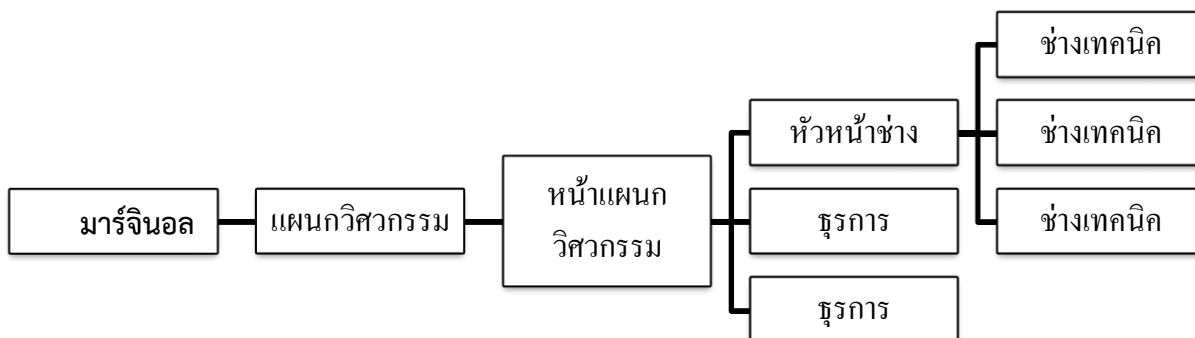 มาร์จินอล
แผนกวิศวกรรม
หน้าแผนก
วิศวกรรม
หัวหน้าช่าง
ธุรการ
ธุรการ
ช่างเทคนิค
ช่างเทคนิค
ช่างเทคนิค